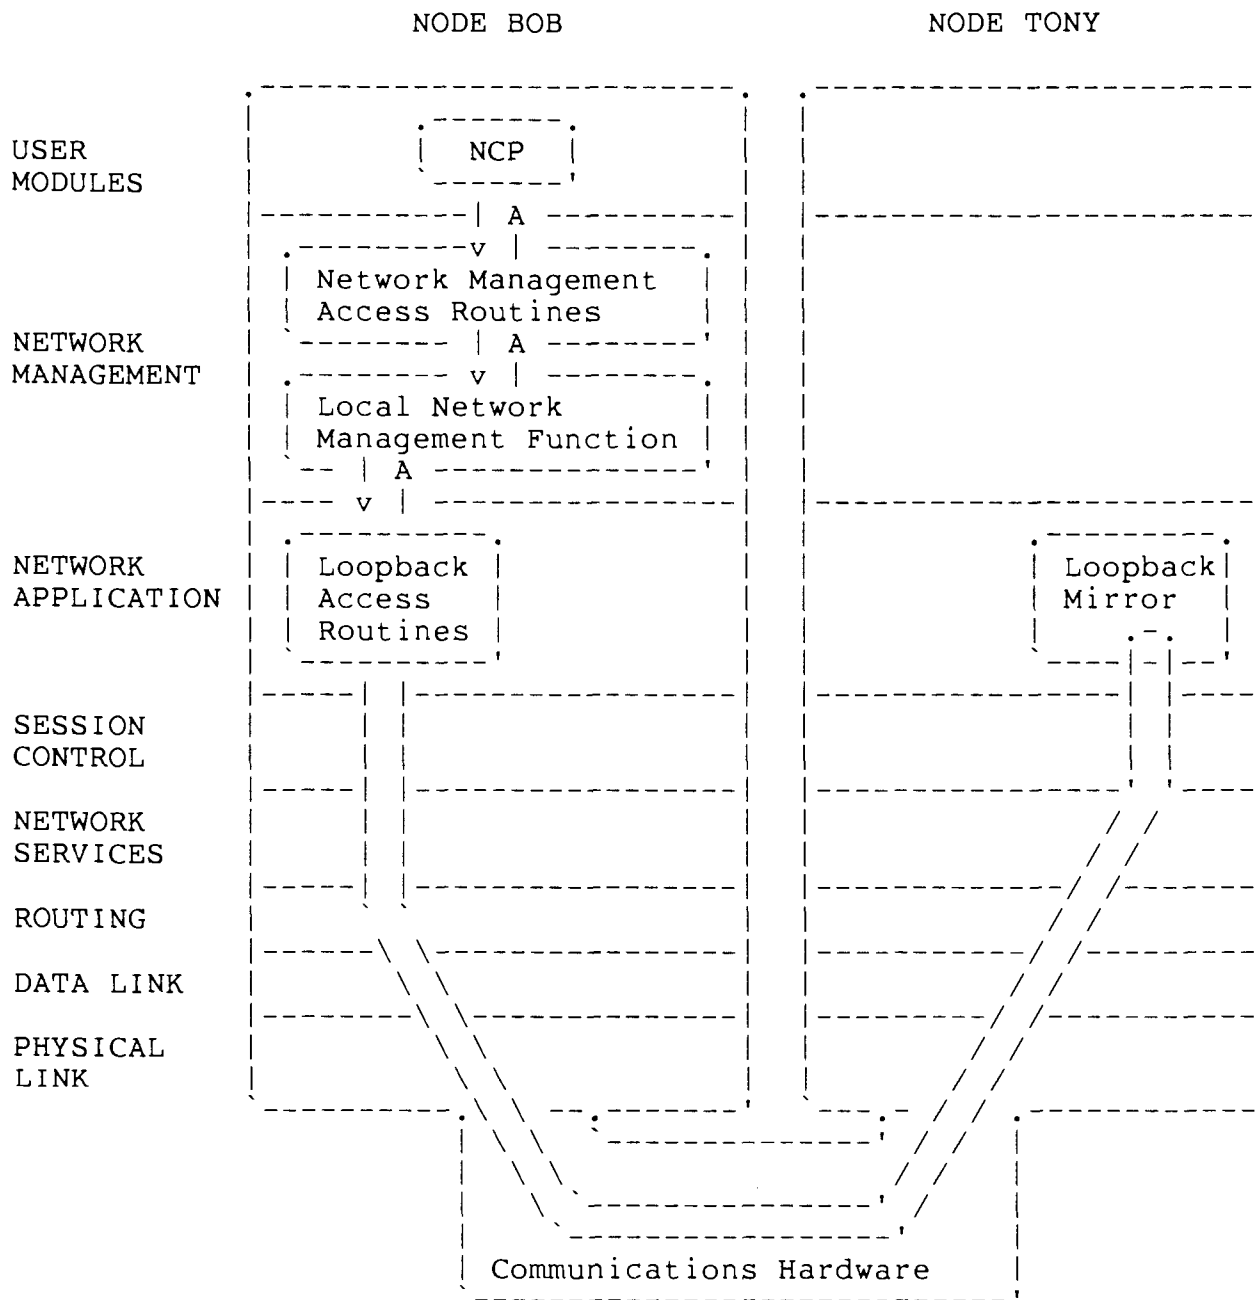 NODE BOB
NODE TONY
USER
MODULES
NCP
NETWORK
MANAGEMENT
Network Management
Access Routines
Local Network
Management Function
NETWORK
APPLICATION
Loopback
Access
Routines
Loopback
Mirror
SESSION
CONTROL
NETWORK
SERVICES
ROUTING
DATA LINK
PHYSICAL
LINK
Communications Hardware